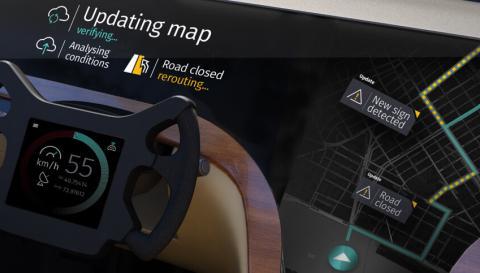 Updating map
verifying...
Analysing
conditions
Road closed
rerouting...
Update
New sign
detected
Update
Road
closed
km/h 55